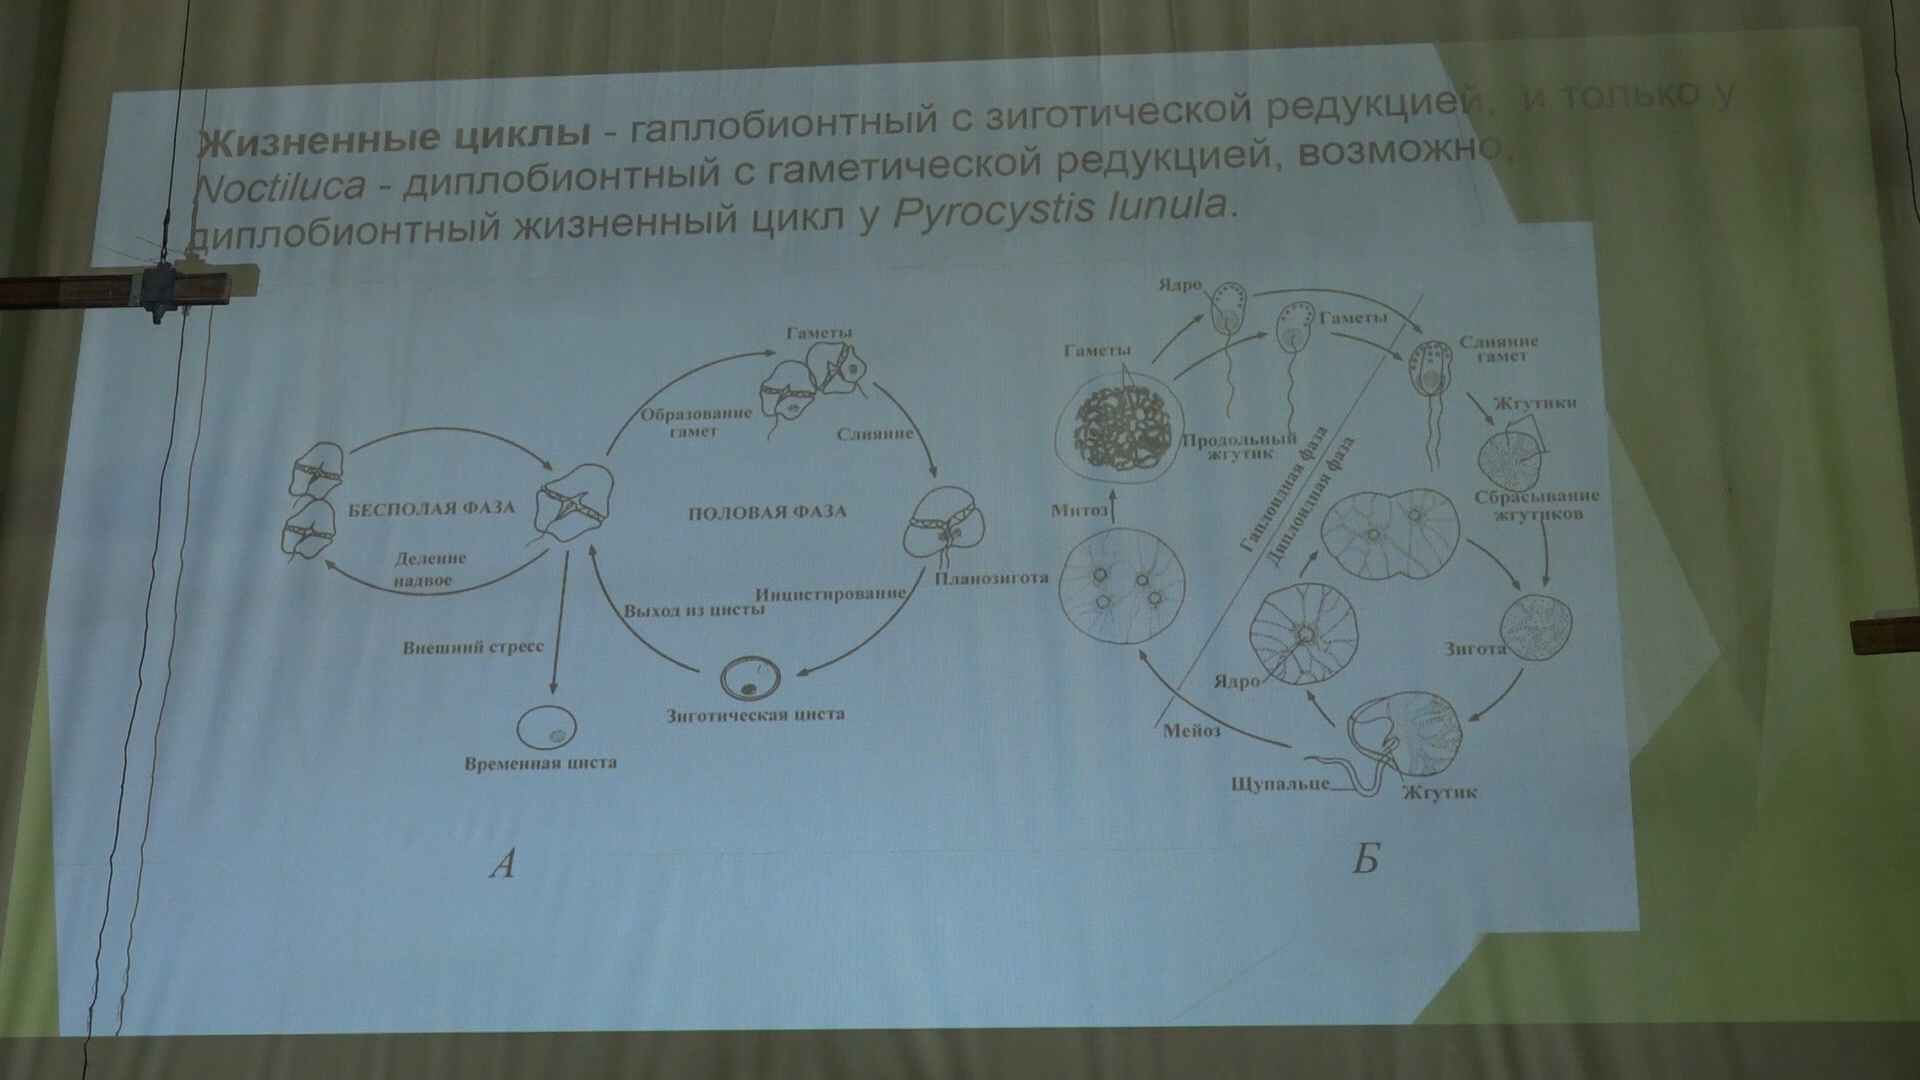 Жизненные циклы - гаплобионтный с зиготической редукцией, и только у
Noctiluca - диплобионтный с гаметической редукцией, возможно,
диплобионтный жизненный цикл у Pyrocystis lunula.
Гаметы
Образование
гамет
Слияние
БЕСПОЛАЯ ФАЗА
ПОЛОВАЯ ФАЗА
Деление
надвое
Планозигота
Инцистирование
Выход из цисты
Внешний стресс
Зиготическая циста
Временная циста
А
Ядро
Гаметы
Гаметы
Слияние
гамет
Жгутики
Продольный
жгутик
Гаплоидная фаза
Диплоидная фаза
Сбрасывание
жгутиков
Митоз
Зигота
Ядро
Мейоз
Щупальце
Жгутик
Б